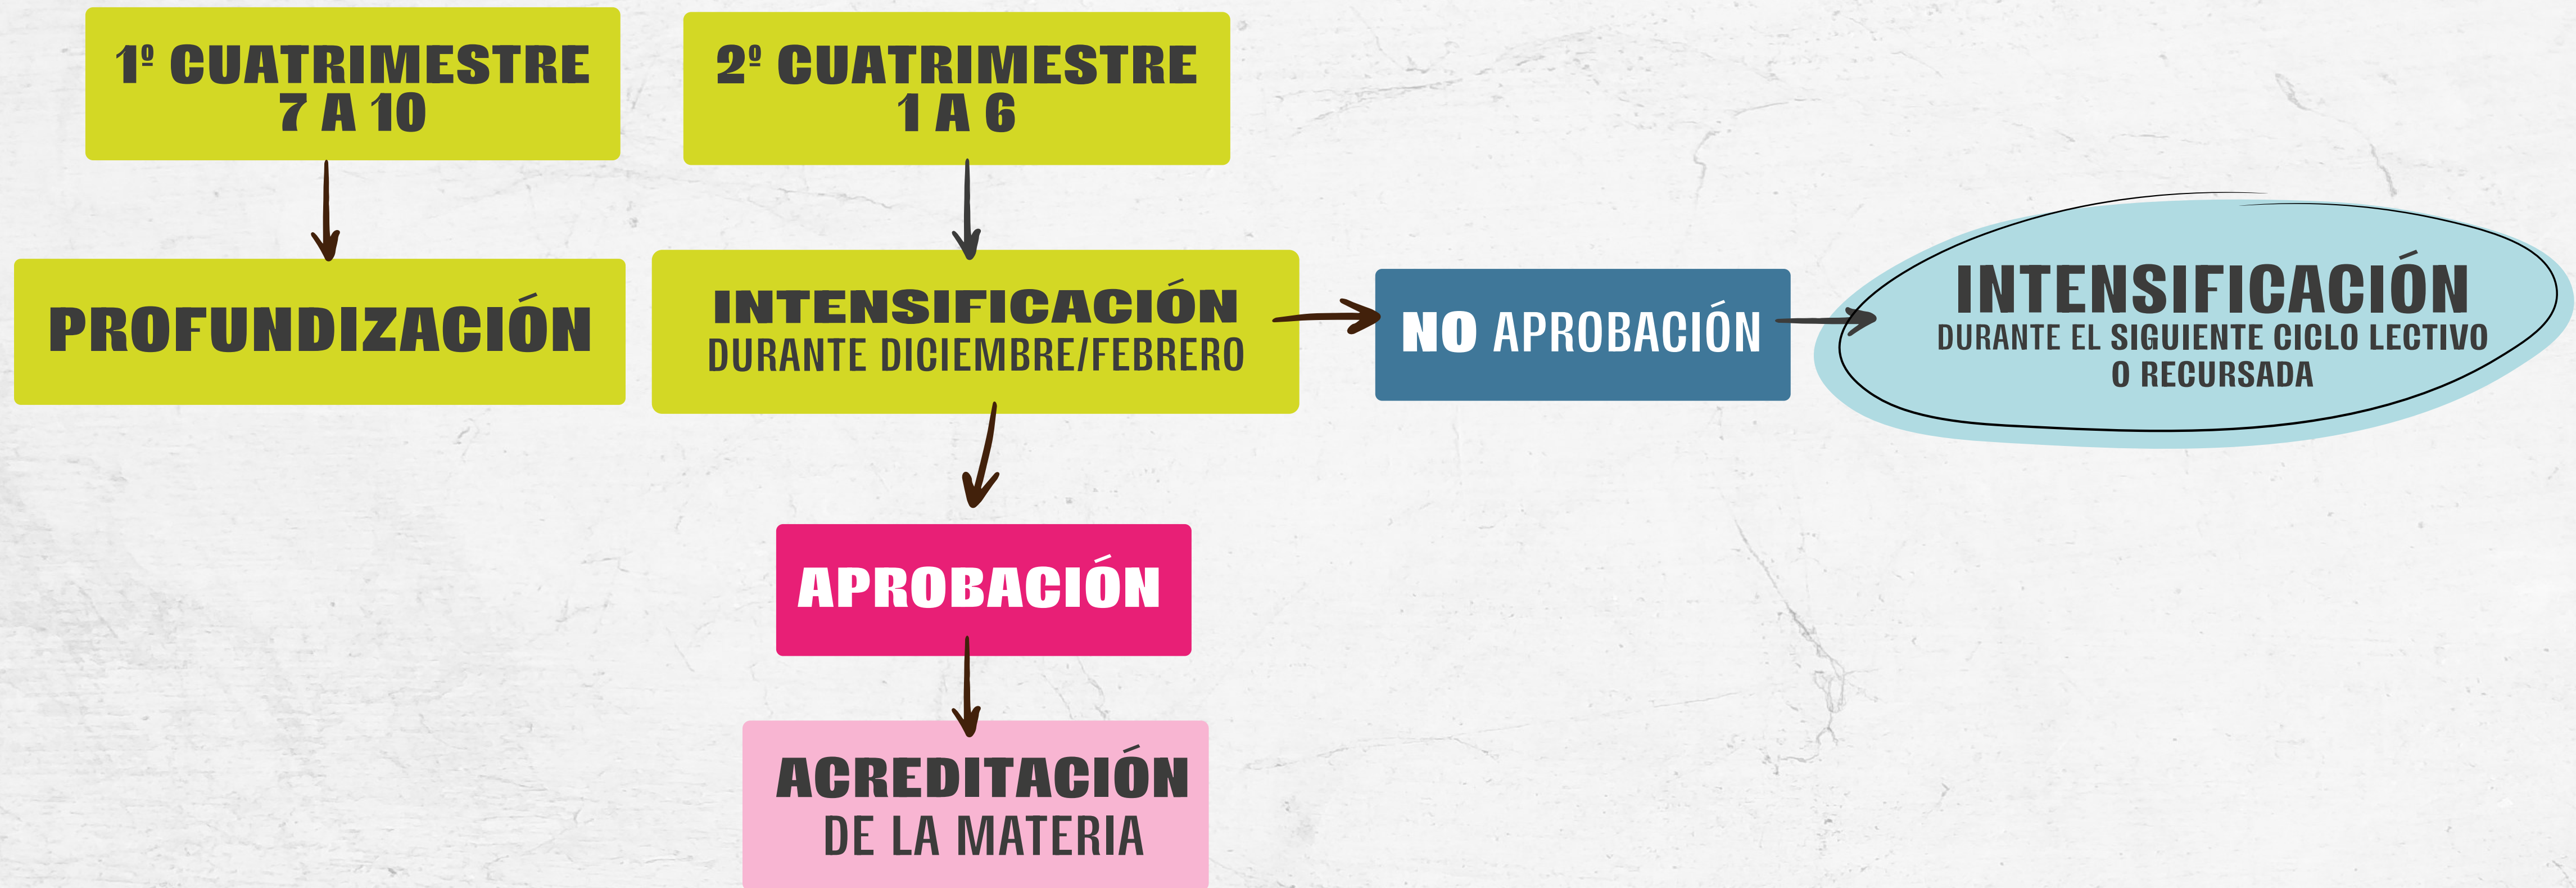 1º CUATRIMESTRE
7 A 10
2º CUATRIMESTRE
1 A 6
PROFUNDIZACIÓN
INTENSIFICACIÓN
DURANTE DICIEMBRE/FEBRERO
NO APROBACIÓN
INTENSIFICACIÓN
DURANTE EL SIGUIENTE CICLO LECTIVO
O RECURSADA
APROBACIÓN
ACREDITACIÓN
DE LA MATERIA